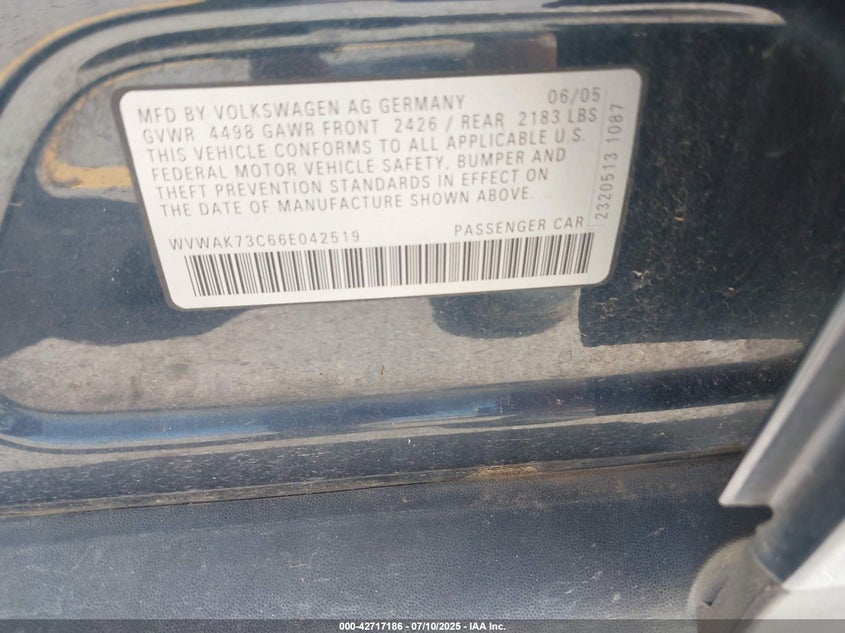 MFD BY VOLKSWAGEN AG GERMANY 06/05
GVWR 4498 GAWR FRONT 2426 / REAR 2183 LBS
THIS VEHICLE CONFORMS TO ALL APPLICABLE U.S.
FEDERAL MOTOR VEHICLE SAFETY, BUMPER AND
THEFT PREVENTION STANDARDS IN EFFECT ON
THE DATE OF MANUFACTURE SHOWN ABOVE.
WVWAK73C66E042519 PASSENGER CAR
2320513 1087
000-42717186 - 07/10/2025 - IAA Inc.